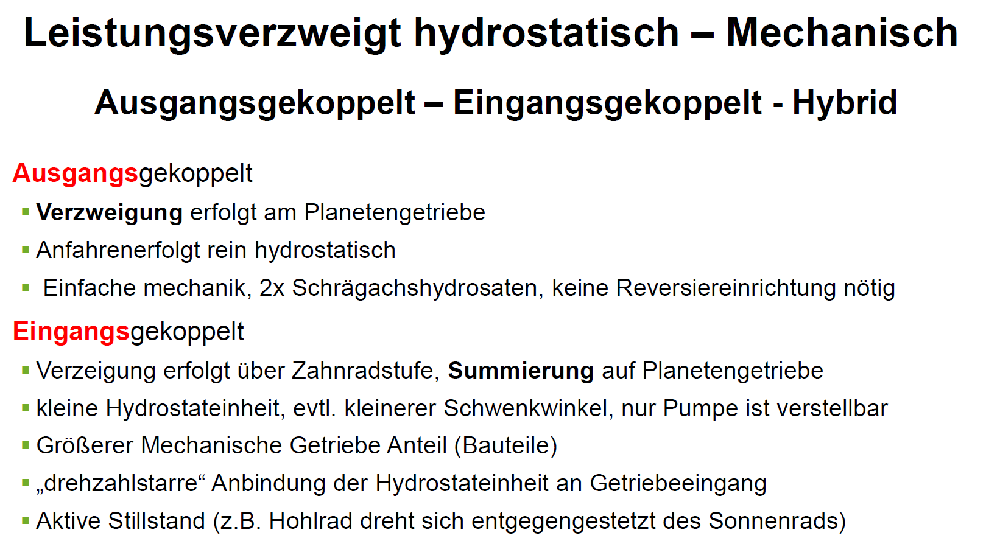 Leistungsverzweigt hydrostatisch – Mechanisch
Ausgangsgekoppelt – Eingangsgekoppelt - Hybrid
Ausgangsgekoppelt
▪ Verzweigung erfolgt am Planetengetriebe
▪ Anfahrenerfolgt rein hydrostatisch
▪ Einfache mechanik, 2x Schrägachshydrosaten, keine Reversiereinrichtung nötig
Eingangsgekoppelt
▪ Verzeigung erfolgt über Zahnradstufe, Summierung auf Planetengetriebe
▪ kleine Hydrostateinheit, evtl. kleinerer Schwenkwinkel, nur Pumpe ist verstellbar
▪ Größerer Mechanische Getriebe Anteil (Bauteile)
▪ „drehzahlstarre“ Anbindung der Hydrostateinheit an Getriebeeingang
▪ Aktive Stillstand (z.B. Hohlrad dreht sich entgegengestetzt des Sonnenrads)